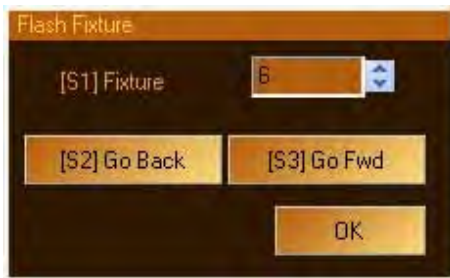 Flash Fixture
[S1] Fixture 6
[S2] Go Back [S3] Go Fwd
OK